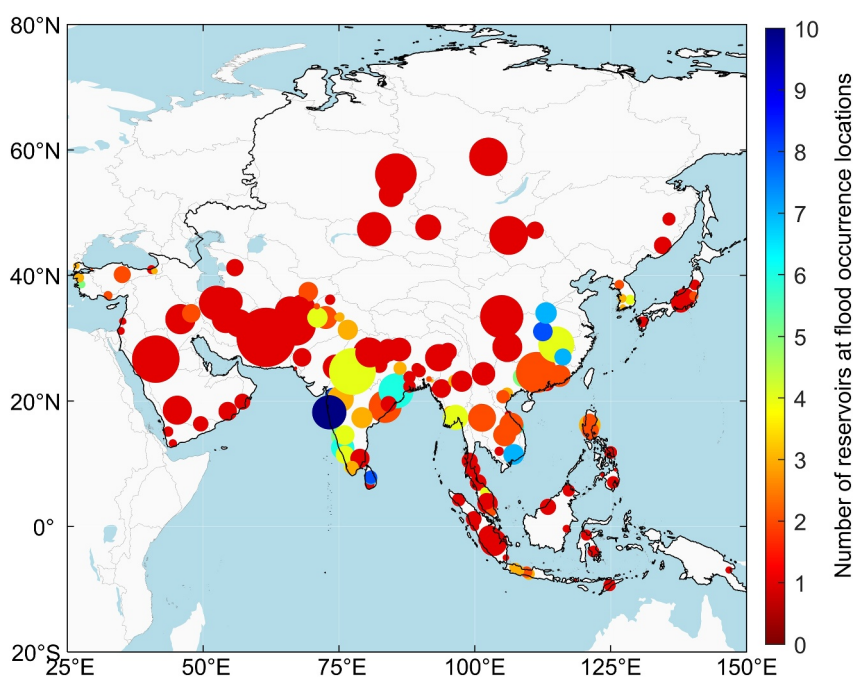 80°N
60°N
40°N
20°N
0°
20°S
25°E
50°E
75°E
100°E
125°E
150°E
10
9
8
7
6
5
4
3
2
1
0
Number of reservoirs at flood occurrence locations